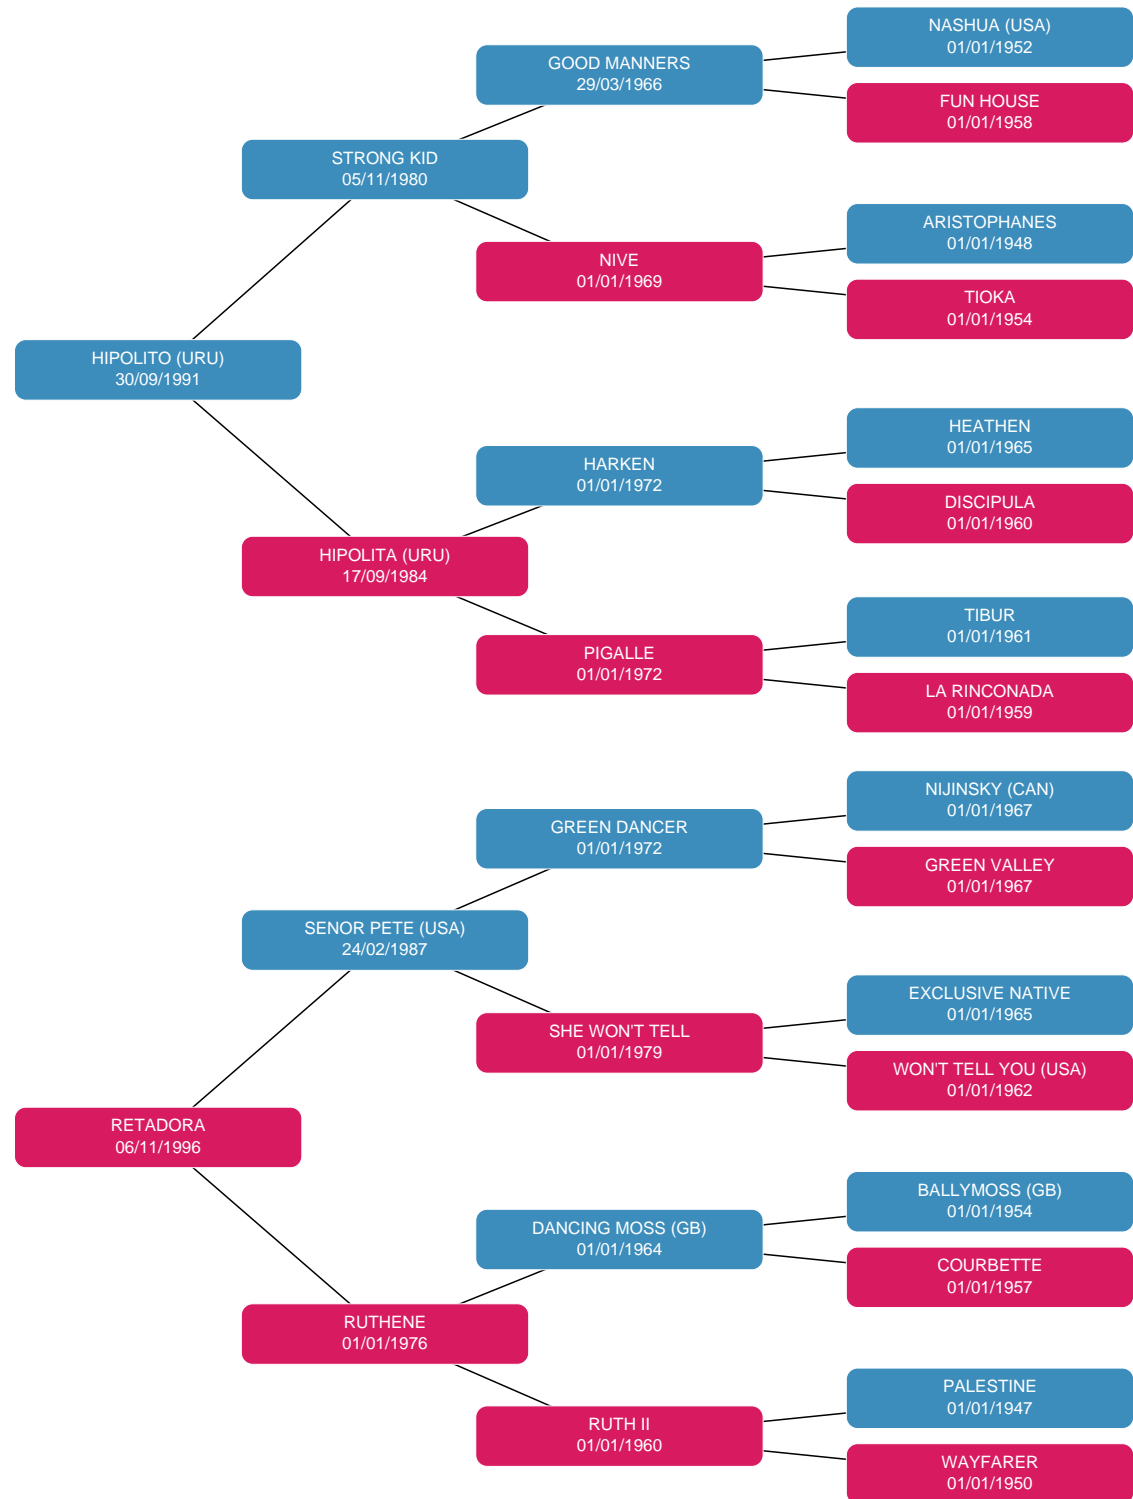 NASHUA (USA)
01/01/1952
GOOD MANNERS
29/03/1966
FUN HOUSE
01/01/1958
STRONG KID
05/11/1980
ARISTOPHANES
01/01/1948
NIVE
01/01/1969
TIOKA
01/01/1954
HIPOLITO (URU)
30/09/1991
HEATHEN
01/01/1965
HARKEN
01/01/1972
DISCIPULA
01/01/1960
HIPOLITA (URU)
17/09/1984
TIBUR
01/01/1961
PIGALLE
01/01/1972
LA RINCONADA
01/01/1959
NIJINSKY (CAN)
01/01/1967
GREEN DANCER
01/01/1972
GREEN VALLEY
01/01/1967
SENOR PETE (USA)
24/02/1987
EXCLUSIVE NATIVE
01/01/1965
SHE WON'T TELL
01/01/1979
WON'T TELL YOU (USA)
01/01/1962
RETADORA
06/11/1996
BALLYMOSS (GB)
01/01/1954
DANCING MOSS (GB)
01/01/1964
COURBETTE
01/01/1957
RUTHENE
01/01/1976
PALESTINE
01/01/1947
RUTH II
01/01/1960
WAYFARER
01/01/1950